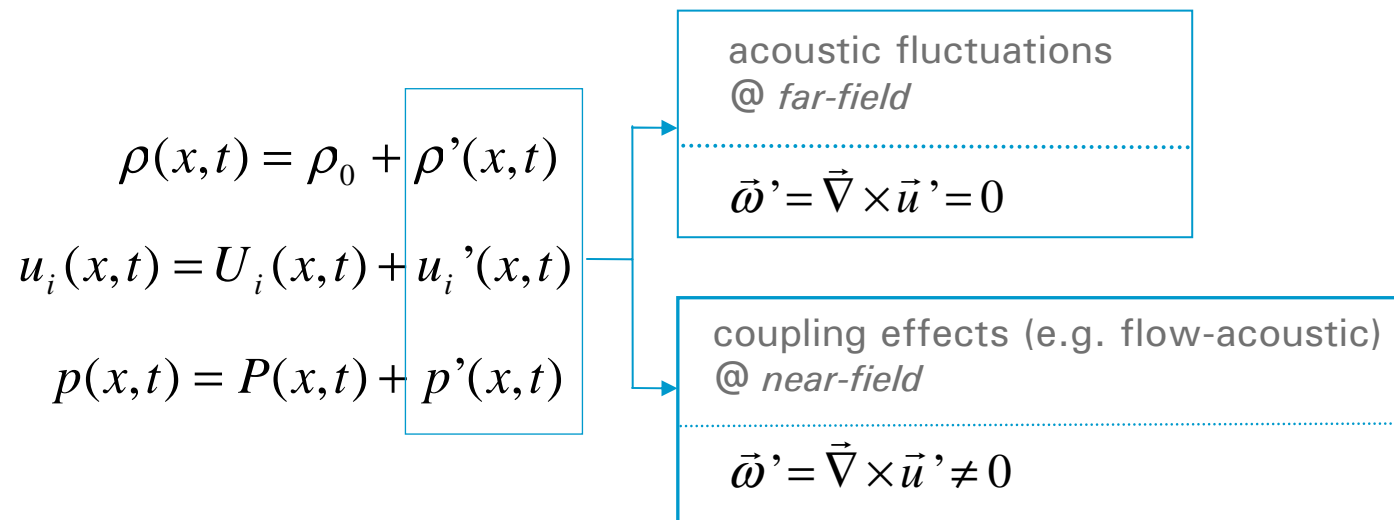 ρ(x,t) = ρ₀ + ρ’(x,t)
uᵢ(x,t) = Uᵢ(x,t) + uᵢ’(x,t)
p(x,t) = P(x,t) + p’(x,t)
acoustic fluctuations
@ far-field
ω⃗’ = ∇⃗ × u⃗’ = 0
coupling effects (e.g. flow-acoustic)
@ near-field
ω⃗’ = ∇⃗ × u⃗’ ≠ 0